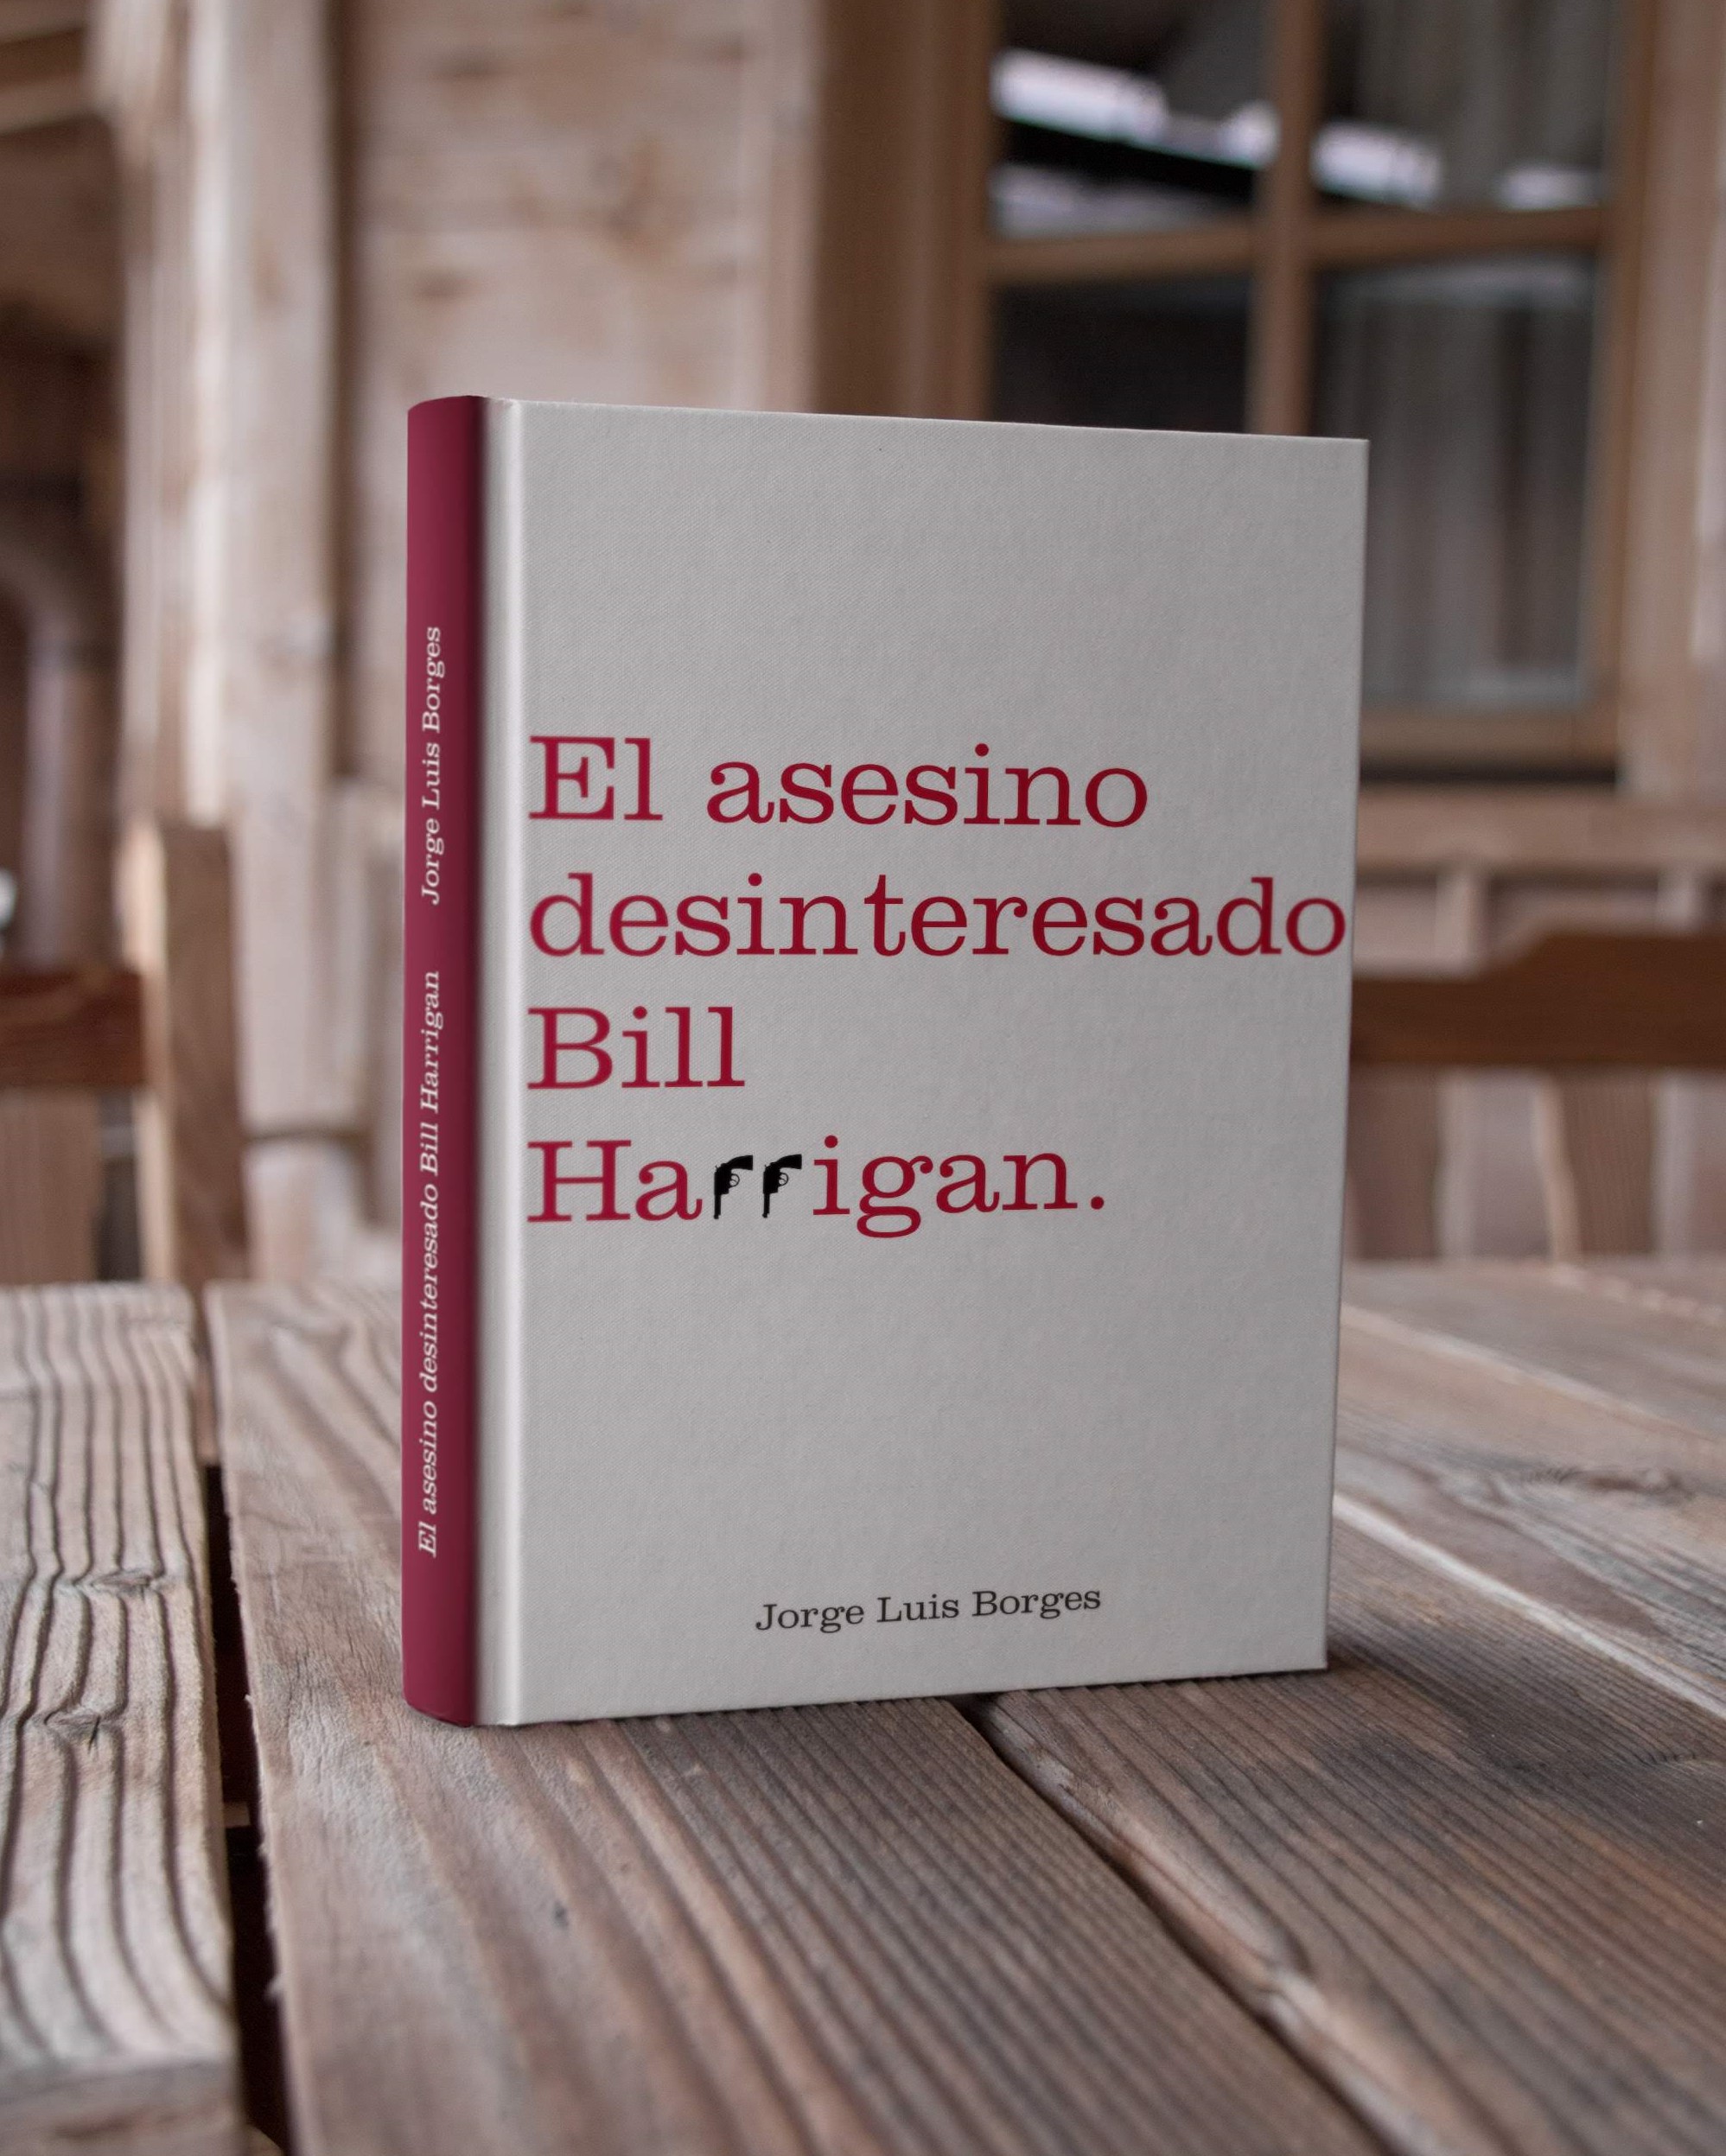 El asesino
desinteresado
Bill
Harrigan.
Jorge Luis Borges
El asesino desinteresado Bill Harrigan Jorge Luis Borges